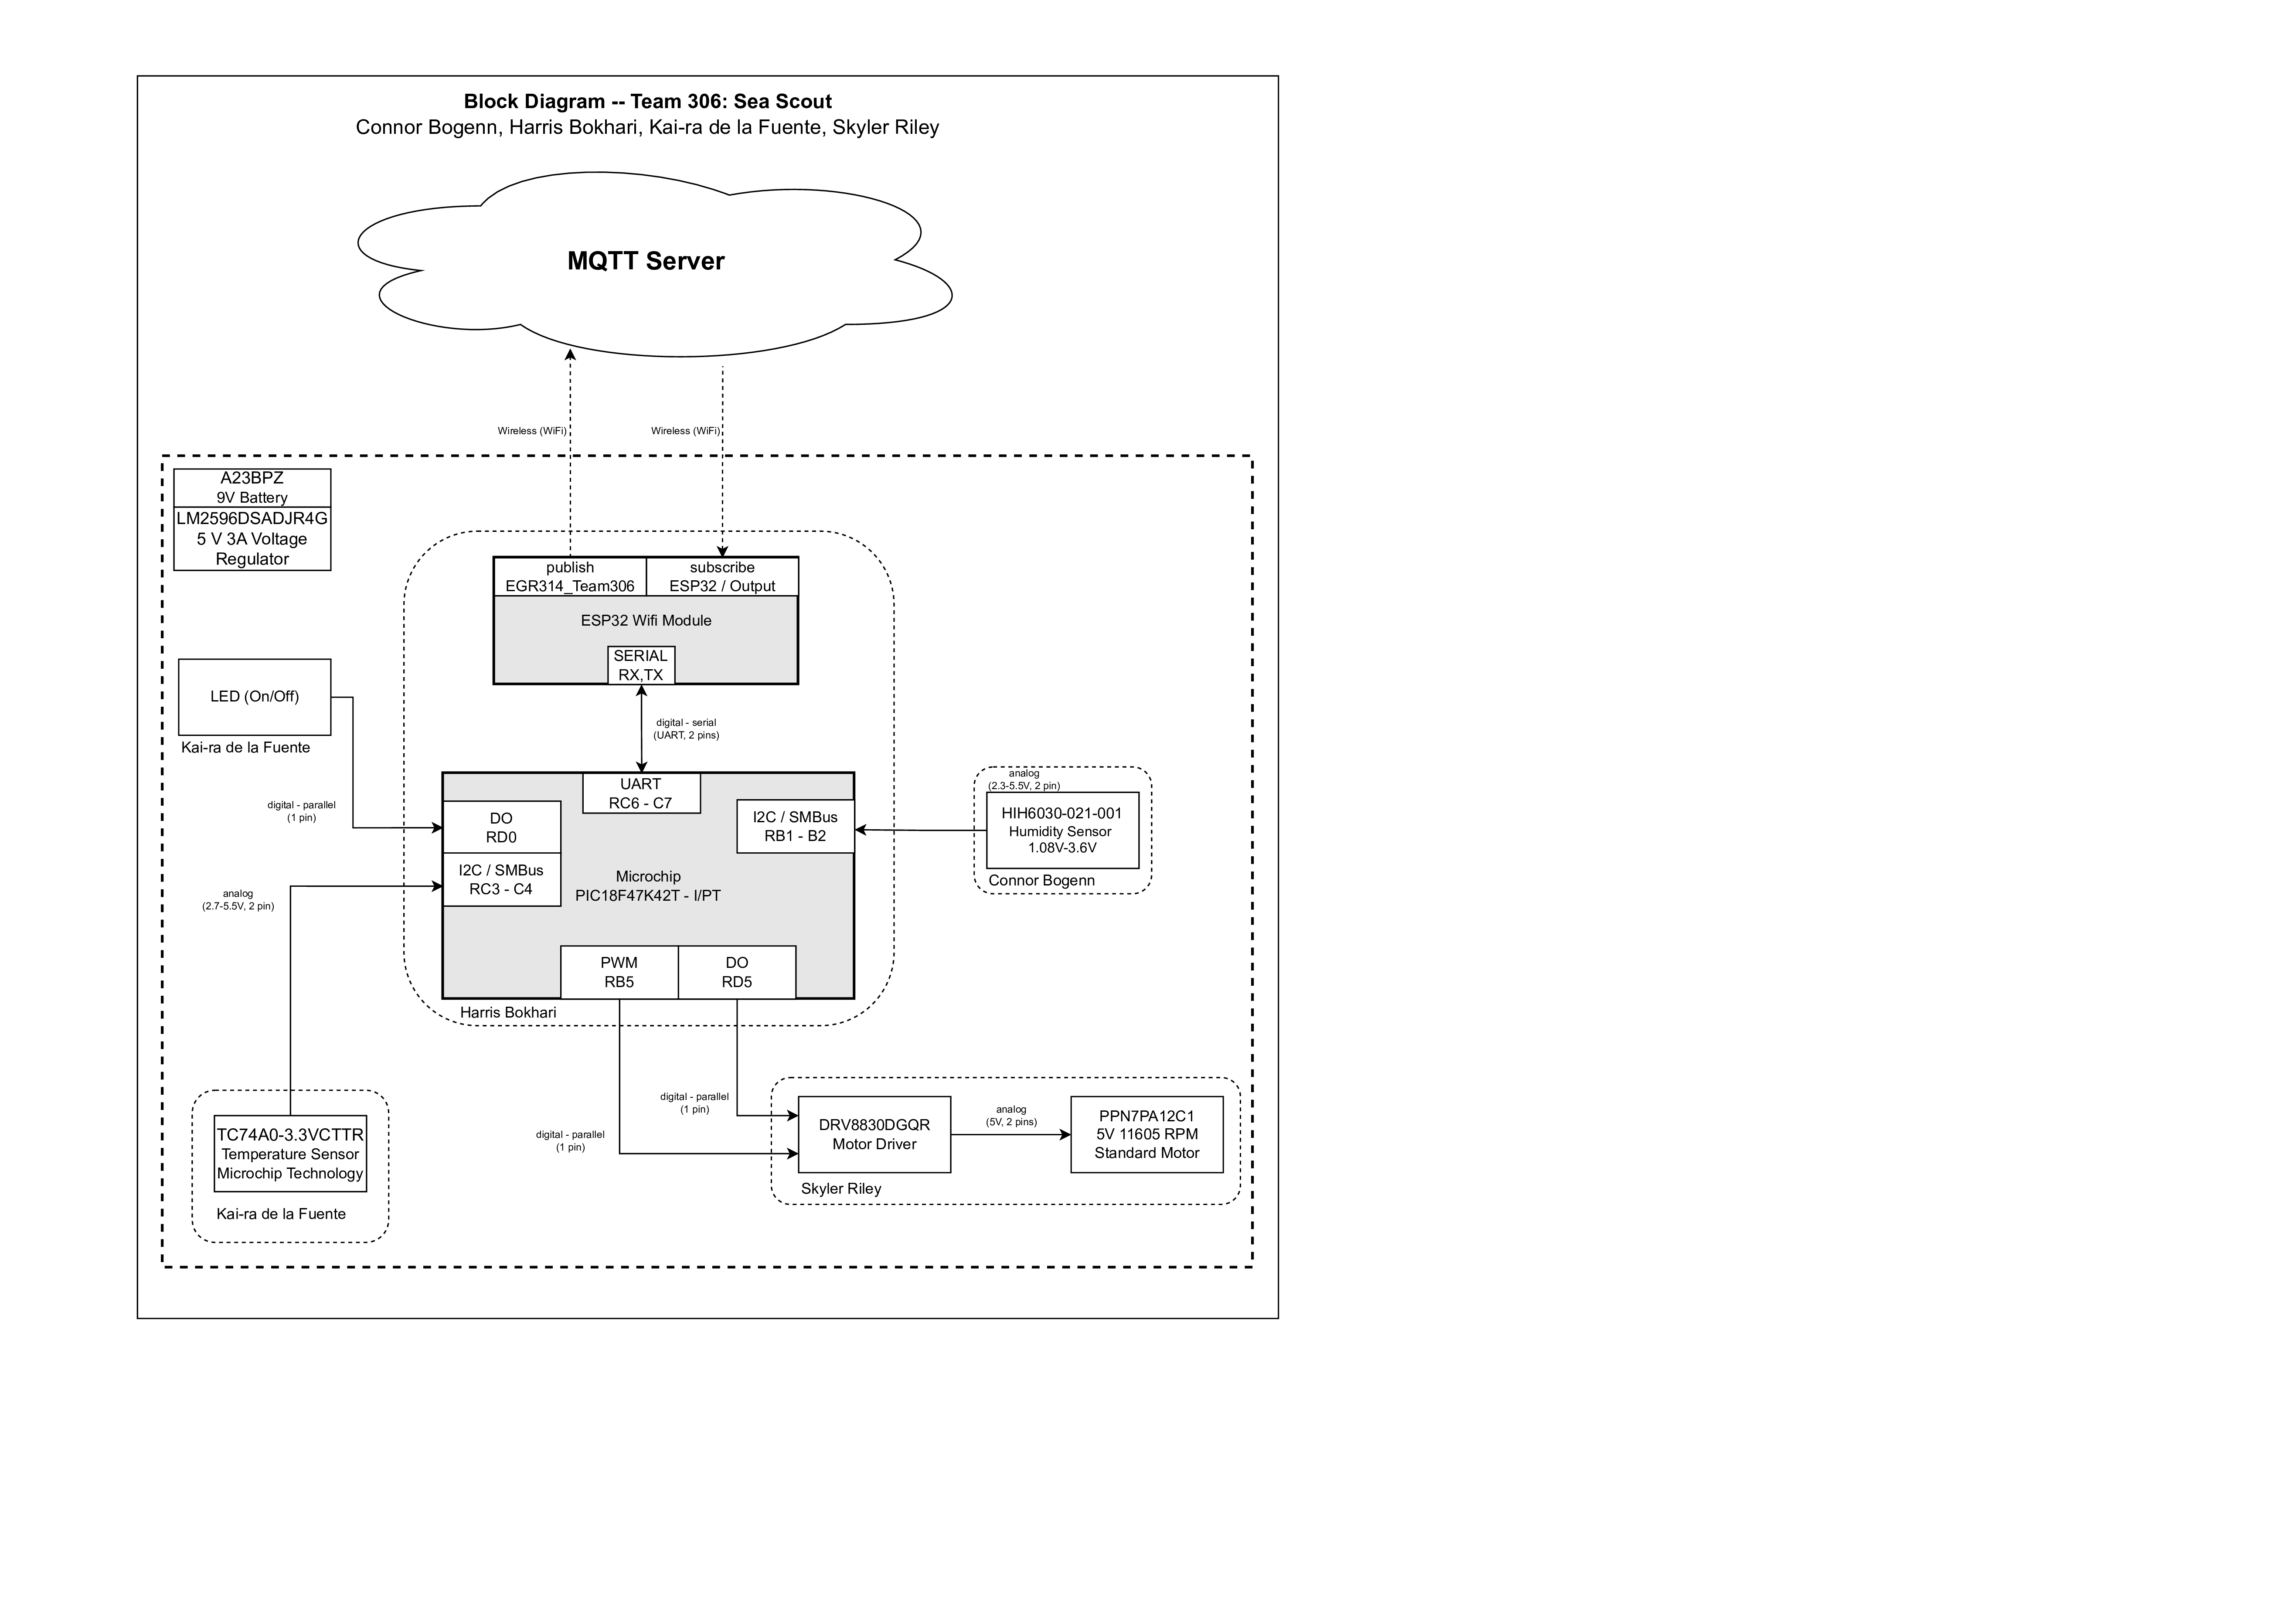 Block Diagram -- Team 306: Sea Scout
Connor Bogenn, Harris Bokhari, Kai-ra de la Fuente, Skyler Riley
MQTT Server
Wireless (WiFi)
Wireless (WiFi)
A23BPZ
9V Battery
LM2596DSADJR4G
5 V 3A Voltage
Regulator
publish
EGR314_Team306
subscribe
ESP32 / Output
ESP32 Wifi Module
SERIAL
RX,TX
LED (On/Off)
Kai-ra de la Fuente
digital - serial
(UART, 2 pins)
digital - parallel
(1 pin)
UART
RC6 - C7
DO
RD0
I2C / SMBus
RC3 - C4
I2C / SMBus
RB1 - B2
Microchip
PIC18F47K42T - I/PT
PWM
RB5
DO
RD5
Harris Bokhari
analog
(2.3-5.5V, 2 pin)
HIH6030-021-001
Humidity Sensor
1.08V-3.6V
Connor Bogenn
analog
(2.7-5.5V, 2 pin)
TC74A0-3.3VCTTR
Temperature Sensor
Microchip Technology
Kai-ra de la Fuente
digital - parallel
(1 pin)
digital - parallel
(1 pin)
DRV8830DGQR
Motor Driver
analog
(5V, 2 pins)
PPN7PA12C1
5V 11605 RPM
Standard Motor
Skyler Riley